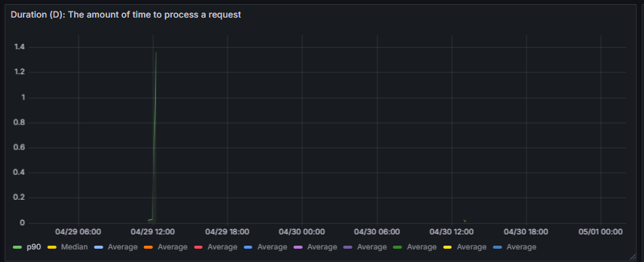 Duration (D): The amount of time to process a request
1.4
1.2
1
0.8
0.6
0.4
0.2
0
04/29 06:00 04/29 12:00 04/29 18:00 04/30 00:00 04/30 06:00 04/30 12:00 04/30 18:00 05/01 00:00
p90 Median Average Average Average Average Average Average Average Average Average